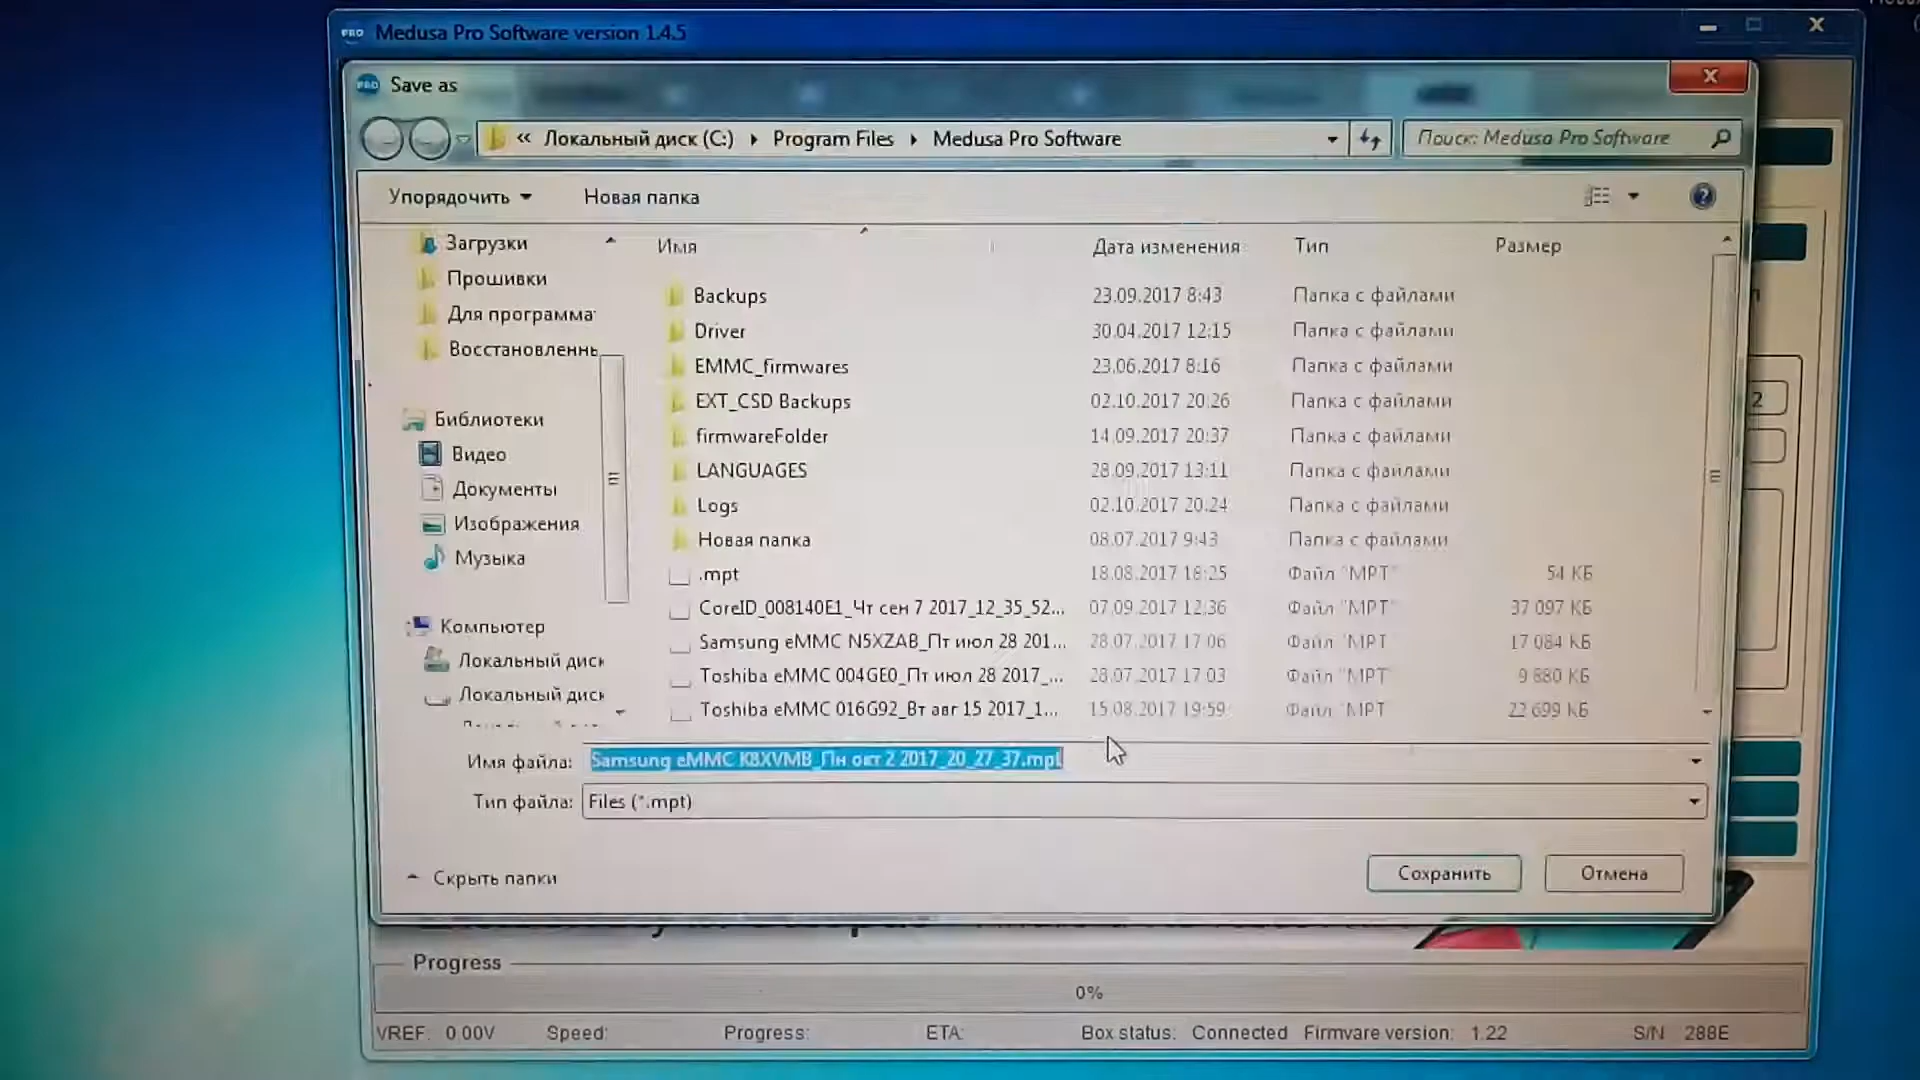 PRO Medusa Pro Software version 1.4.5
PRO Save as
« Локальный диск (C:) Program Files Medusa Pro Software
Поиск: Medusa Pro Software
Упорядочить Новая папка
Имя Дата изменения Тип Размер
Загрузки
Прошивки
Для программа
Восстановленнь
Библиотеки
Видео
Документы
Изображения
Музыка
Компьютер
Локальный диск
Локальный диск
Backups 23.09.2017 8:43 Папка с файлами
Driver 30.04.2017 12:15 Папка с файлами
EMMC_firmwares 23.06.2017 8:16 Папка с файлами
EXT_CSD Backups 02.10.2017 20:26 Папка с файлами
firmwareFolder 14.09.2017 20:37 Папка с файлами
LANGUAGES 28.09.2017 13:11 Папка с файлами
Logs 02.10.2017 20:24 Папка с файлами
Новая папка 08.07.2017 9:43 Папка с файлами
.mpt 18.08.2017 18:25 Файл "MPT" 54 КБ
CoreID_008140E1_Чт сен 7 2017_12_35_52... 07.09.2017 12:36 Файл "MPT" 37 097 КБ
Samsung eMMC N5XZAB_Пт июл 28 201... 28.07.2017 17:06 Файл "MPT 17 084 КБ
Toshiba eMMC 004GE0_Пт июл 28 2017_... 28.07.2017 17:03 Файл "MPT" 9 880 КБ
Toshiba eMMC 016G92_Вт авг 15 2017_1... 15.08.2017 19:59 Файл "MPT 22 699 КБ
Имя файла: Samsung eMMC K8XVMB_Пн окт 2 2017_20_27_37.mpt
Тип файла: Files (*.mpt)
Скрыть папки
Сохранить Отмена
2
Progress
0%
VREF: 0.00V Speed: Progress: ETA: Box status: Connected Firmware version: 1.22 S/N 288E